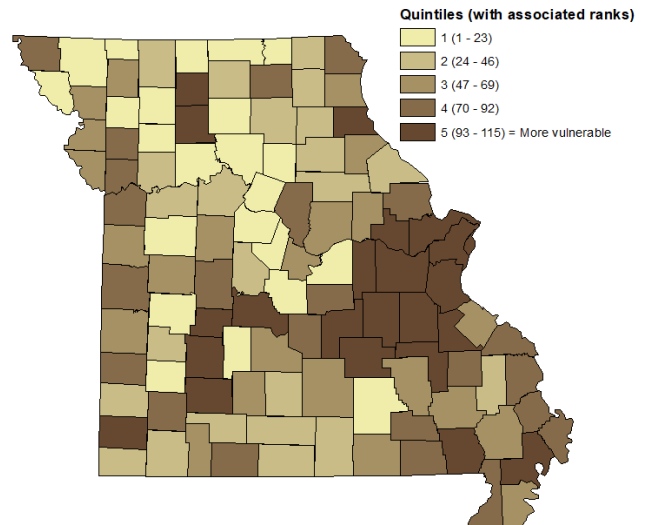 Quintiles (with associated ranks)
1 (1 - 23)
2 (24 - 46)
3 (47 - 69)
4 (70 - 92)
5 (93 - 115) = More vulnerable